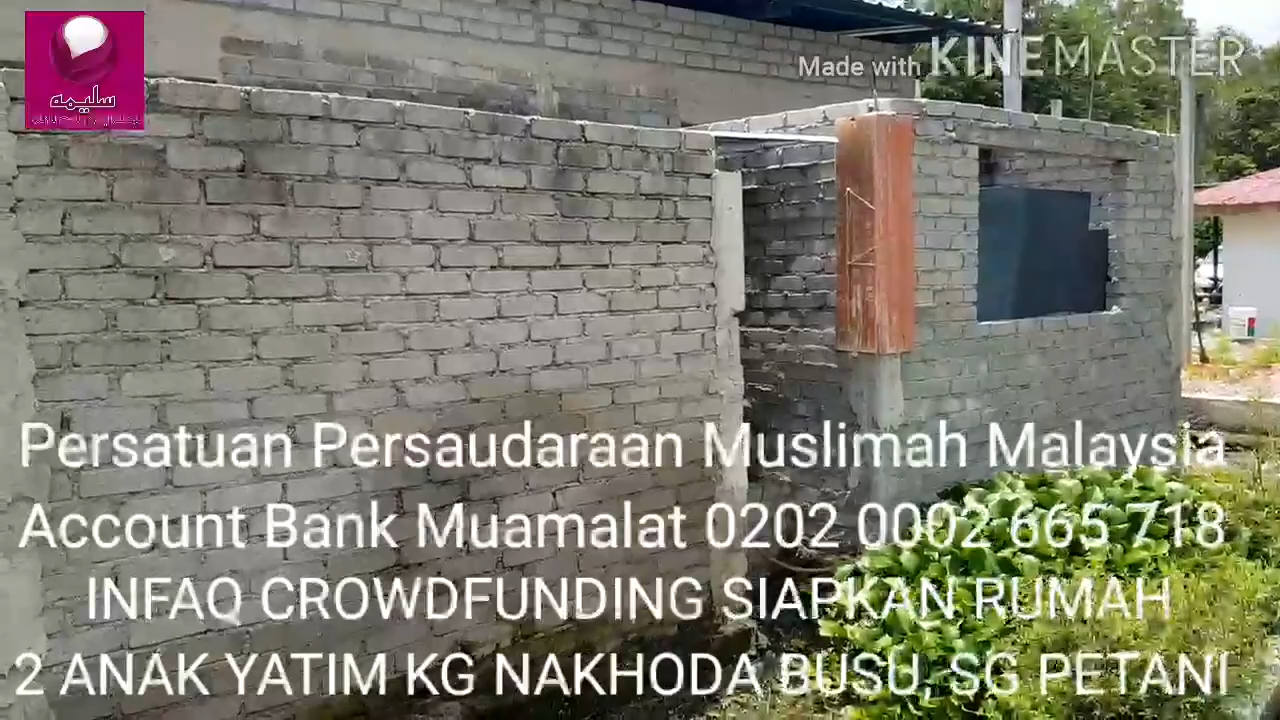 سليمه
Made with KINEMASTER
Persatuan Persaudaraan Muslimah Malaysia
Account Bank Muamalat 0202 0002 665 718
INFAQ CROWDFUNDING SIAPKAN RUMAH
2 ANAK YATIM KG NAKHODA BUSU, SG PETANI